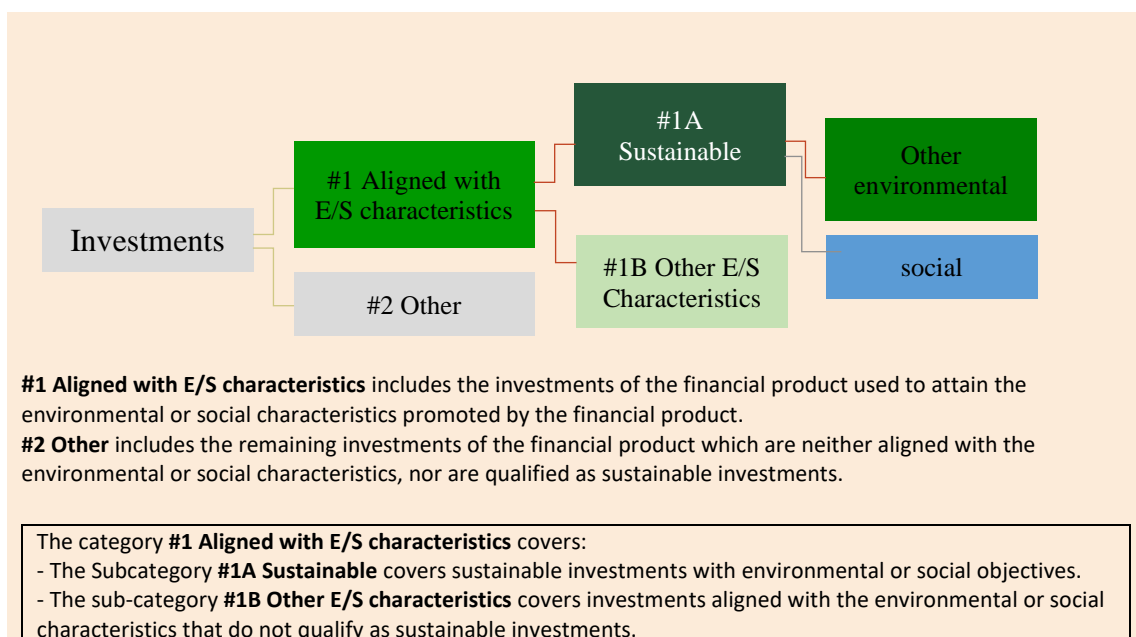 #1A
Sustainable
Other
environmental
#1 Aligned with
E/S characteristics
Investments
#1B Other E/S
Characteristics
social
#2 Other
#1 Aligned with E/S characteristics includes the investments of the financial product used to attain the
environmental or social characteristics promoted by the financial product.
#2 Other includes the remaining investments of the financial product which are neither aligned with the
environmental or social characteristics, nor are qualified as sustainable investments.
The category #1 Aligned with E/S characteristics covers:
- The Subcategory #1A Sustainable covers sustainable investments with environmental or social objectives.
- The sub-category #1B Other E/S characteristics covers investments aligned with the environmental or social
characteristics that do not qualify as sustainable investments.